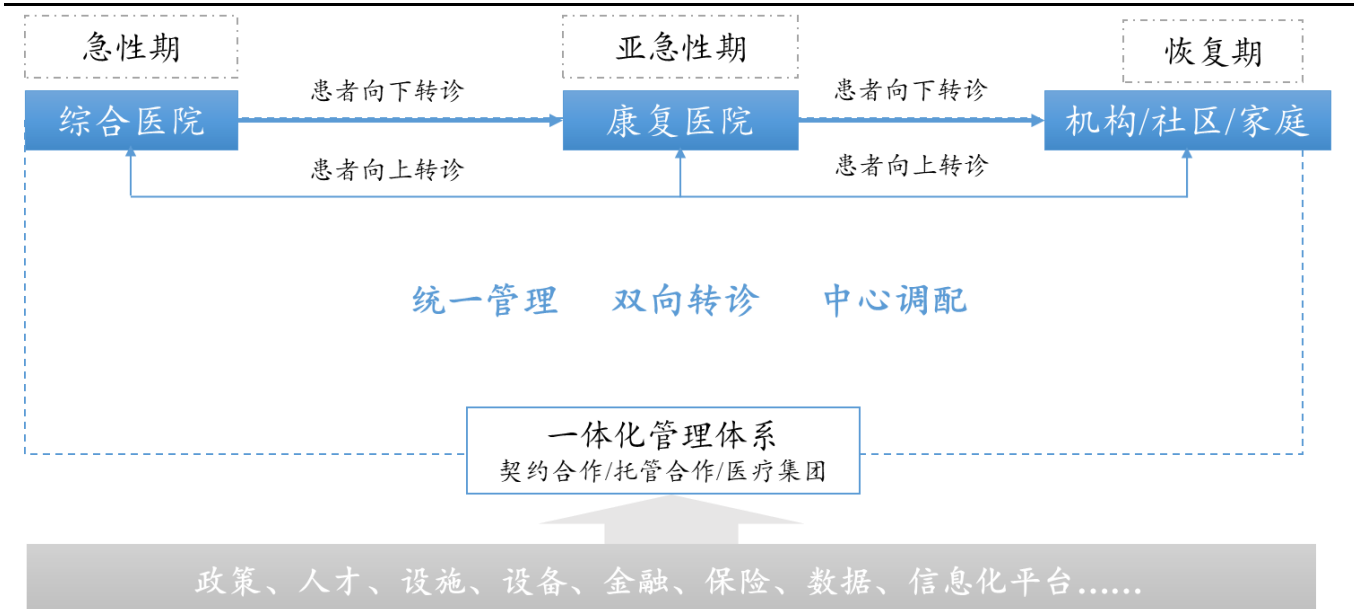 急性期
亚急性期
恢复期
综合医院
患者向下转诊
康复医院
患者向下转诊
机构/社区/家庭
患者向上转诊
患者向上转诊
统一管理 双向转诊 中心调配
一体化管理体系
契约合作/托管合作/医疗集团
政策、人才、设施、设备、金融、保险、数据、信息化平台......